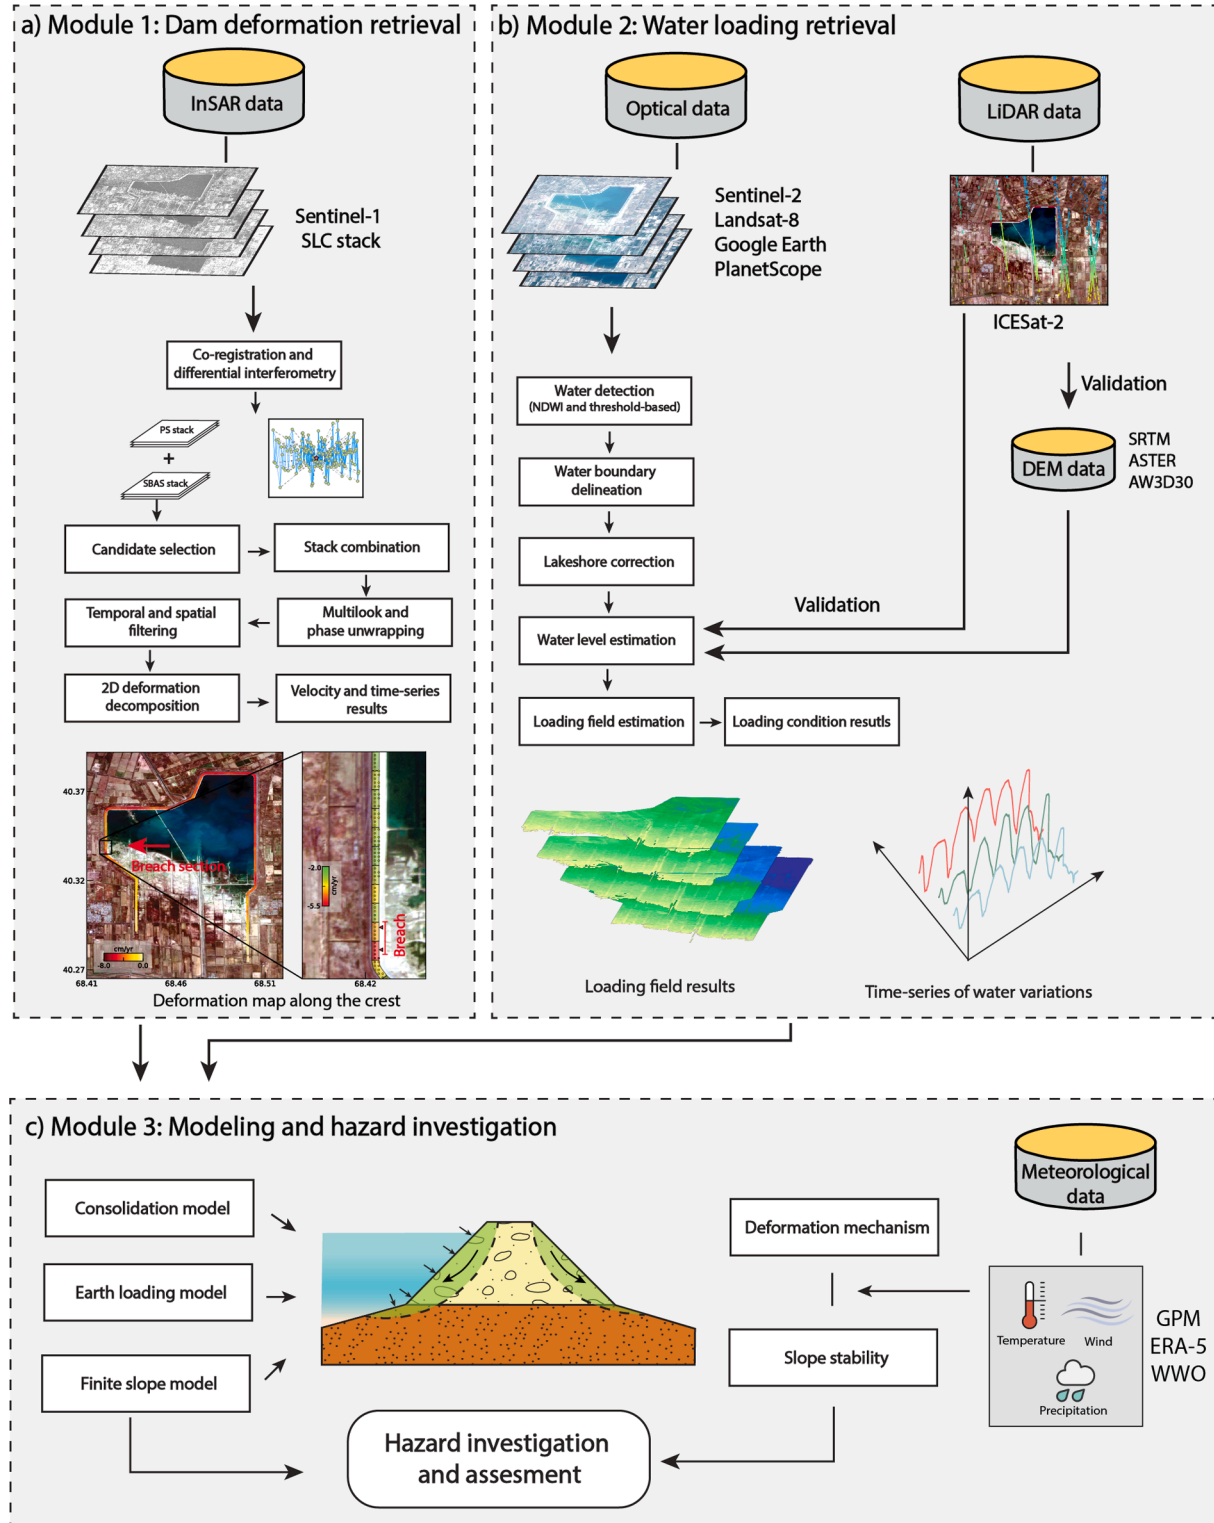 a) Module 1: Dam deformation retrieval
InSAR data
Sentinel-1
SLC stack
Co-registration and
differential interferometry
PS stack
+
SBAS stack
Candidate selection
Stack combination
Temporal and spatial
filtering
Multilook and
phase unwrapping
2D deformation
decomposition
Velocity and time-series
results
40.37
40.32
40.27
68.41
68.46
68.51
Breach section
cm/yr
-8.0
0.0
-2.0
cm/yr
-5.5
Breach
68.42
Deformation map along the crest
b) Module 2: Water loading retrieval
Optical data
LiDAR data
Sentinel-2
Landsat-8
Google Earth
PlanetScope
ICESat-2
Validation
DEM data
SRTM
ASTER
AW3D30
Water detection
(NDWI and threshold-based)
Water boundary
delineation
Lakeshore correction
Validation
Water level estimation
Loading field estimation
Loading condition resutls
Loading field results
Time-series of water variations
c) Module 3: Modeling and hazard investigation
Consolidation model
Earth loading model
Finite slope model
Deformation mechanism
Slope stability
Meteorological
data
Temperature
Wind
Precipitation
GPM
ERA-5
WWO
Hazard investigation
and assesment